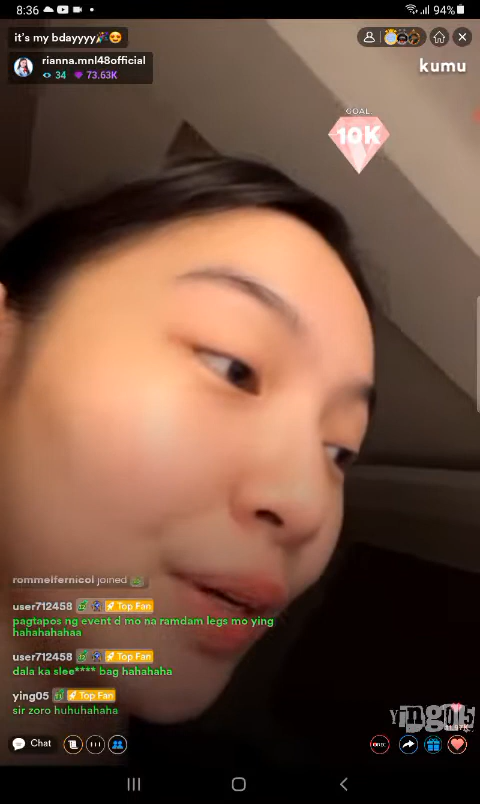 8:36
94%
it's my bdayyyy🎉😍
rianna.mnl48official
34 73.63K
kumu
GOAL
10K
rommelfernicol joined
user712458 Top Fan
pagtapos ng event d mo na ramdam legs mo ying
hahahahahaa
user712458 Top Fan
dala ka slee**** bag hahahaha
ying05 Top Fan
sir zoro huhuhahaha
Chat